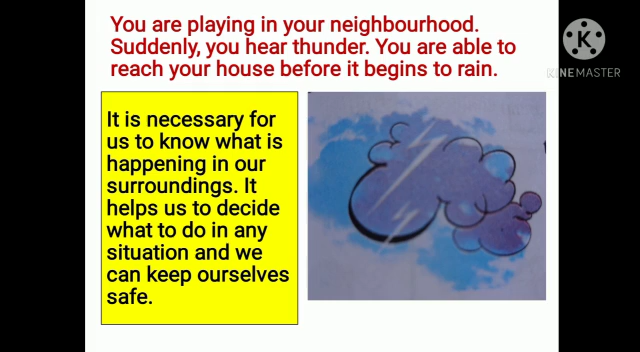 You are playing in your neighbourhood.
Suddenly, you hear thunder. You are able to
reach your house before it begins to rain.
KINEMASTER
It is necessary for
us to know what is
happening in our
surroundings. It
helps us to decide
what to do in any
situation and we
can keep ourselves
safe.